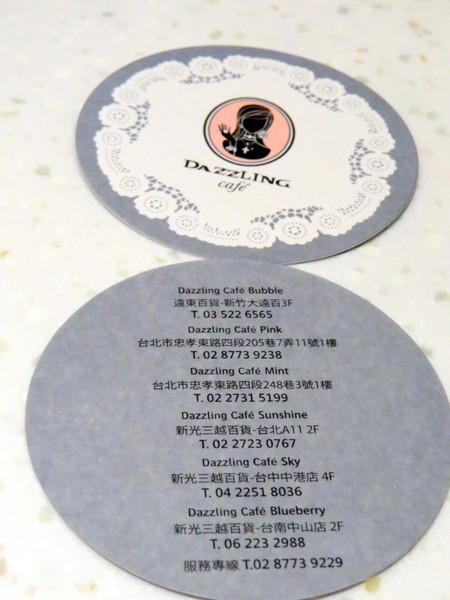 DAZZLING
café
Dazzling Café Bubble
遠東百貨-新竹大遠百3F
T. 03 522 6565
Dazzling Café Pink
台北市忠孝東路四段205巷7弄11號1樓
T. 02 8773 9238
Dazzling Café Mint
台北市忠孝東路四段248巷3號1樓
T. 02 2731 5199
Dazzling Café Sunshine
新光三越百貨-台北A11 2F
T. 02 2723 0767
Dazzling Café Sky
新光三越百貨-台中中港店 4F
T. 04 2251 8036
Dazzling Café Blueberry
新光三越百貨-台南中山店 2F
T. 06 223 2988
服務專線 T.02 8773 9229